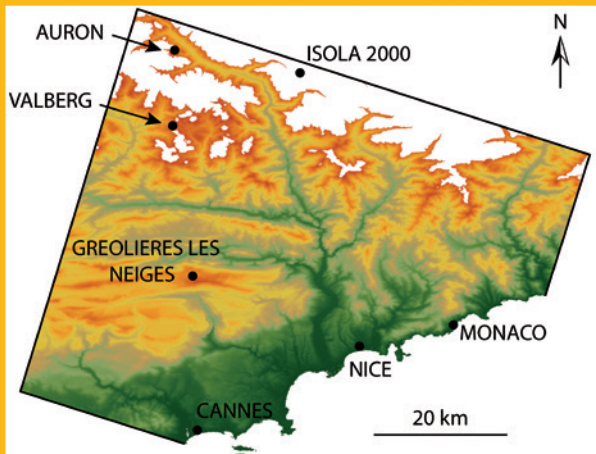 AURON
ISOLA 2000
N
VALBERG
GREOLIERES LES
NEIGES
MONACO
NICE
CANNES
20 km